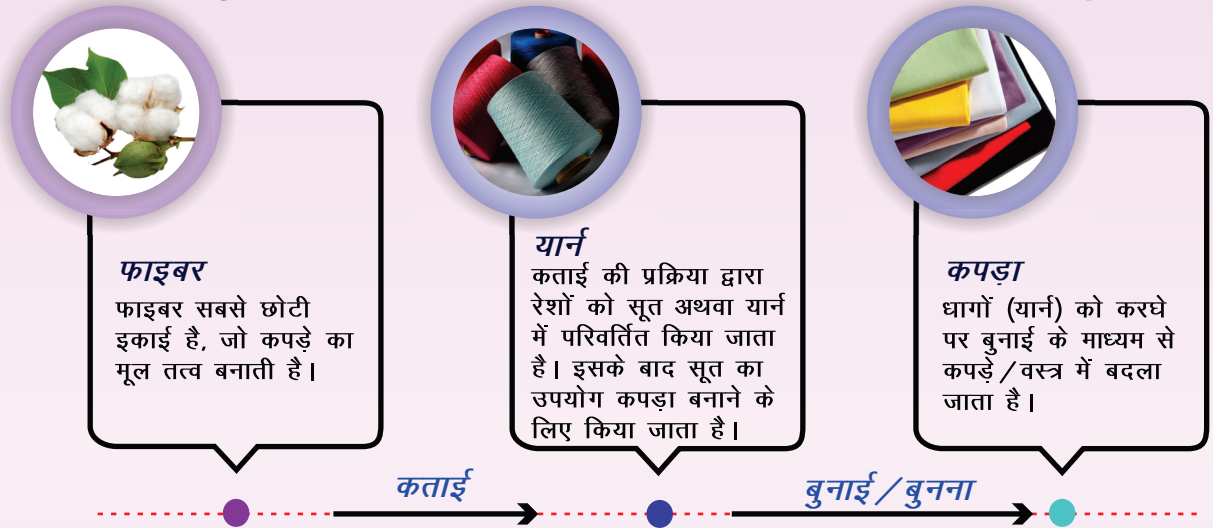 फाइबर
फाइबर सबसे छोटी
इकाई है, जो कपड़े का
मूल तत्व बनाती है।
यार्न
कताई की प्रक्रिया द्वारा
रेशों को सूत अथवा यार्न
में परिवर्तित किया जाता
है। इसके बाद सूत का
उपयोग कपड़ा बनाने के
लिए किया जाता है।
कपड़ा
धागों (यार्न) को करघे
पर बुनाई के माध्यम से
कपड़े/वस्त्र में बदला
जाता है।
कताई
बुनाई/बुनना